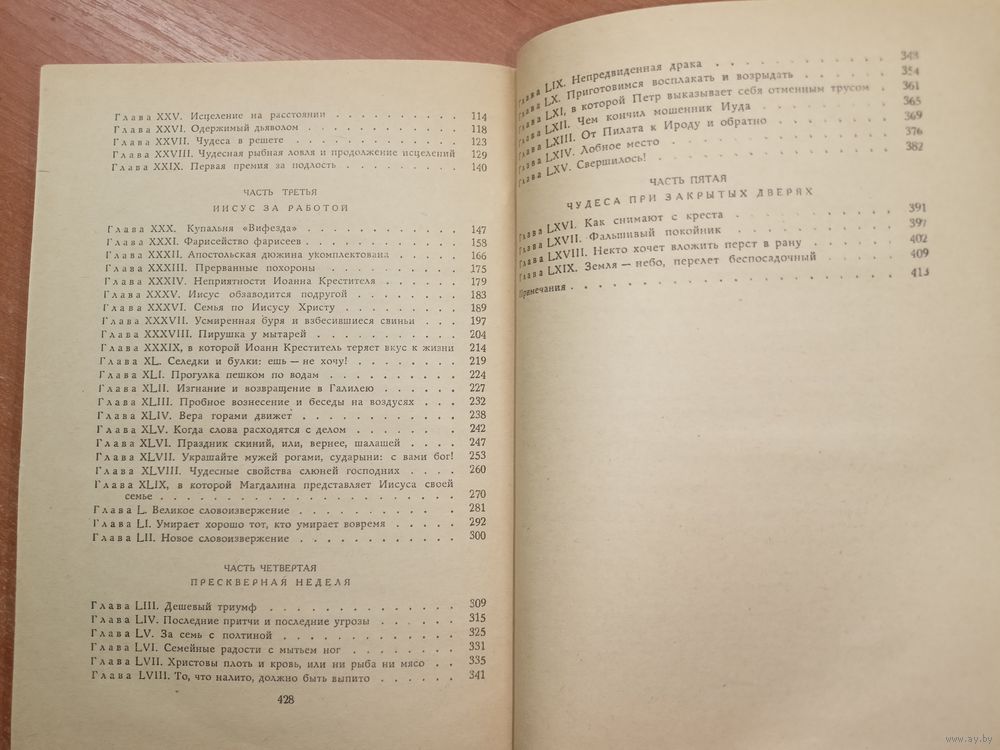 Глава XXV. Исцеление на расстоянии . . . . . . . . 114
Глава XXVI. Одержимый дьяволом . . . . . . . . . 118
Глава XXVII. Чудеса в решете . . . . . . . . . . 123
Глава XXVIII. Чудесная рыбная ловля и продолжение исцелений 129
Глава XXIX. Первая премия за подлость . . . . . . . 140
ЧАСТЬ ТРЕТЬЯ
ИИСУС ЗА РАБОТОЙ
Глава XXX. Купальня «Вифезда» . . . . . . . . . . 147
Глава XXXI. Фарисейство фарисеев . . . . . . . . . 158
Глава XXXII. Апостольская дюжина укомплектована . . . . 166
Глава XXXIII. Прерванные похороны . . . . . . . . 175
Глава XXXIV. Неприятности Иоанна Крестителя . . . . . 179
Глава XXXV. Иисус обзаводится подругой . . . . . . . 183
Глава XXXVI. Семья по Иисусу Христу . . . . . . . . 189
Глава XXXVII. Усмиренная буря и взбесившиеся свиньи . . . 197
Глава XXXVIII. Пирушка у мытарей . . . . . . . . . 204
Глава XXXIX, в которой Иоанн Креститель теряет вкус к жизни 214
Глава XL. Селедки и булки: ешь — не хочу! . . . . . . . 219
Глава XLI. Прогулка пешком по водам . . . . . . . . 224
Глава XLII. Изгнание и возвращение в Галилею . . . . . 227
Глава XLIII. Пробное вознесение и беседы на воздусях . . . 232
Глава XLIV. Вера горами движет . . . . . . . . . . 238
Глава XLV. Когда слова расходятся с делом . . . . . . . 242
Глава XLVI. Праздник скиний, или, вернее, шалашей . . . . 247
Глава XLVII. Украшайте мужей рогами, сударыни: с вами бог! 253
Глава XLVIII. Чудесные свойства слюней господних . . . . 260
Глава XLIX, в которой Магдалина представляет Иисуса своей
семье . . . . . . . . . . . . . . . . . . 270
Глава L. Великое словоизвержение . . . . . . . . . . 281
Глава LI. Умирает хорошо тот, кто умирает вовремя . . . . . 292
Глава LII. Новое словоизвержение . . . . . . . . . . 300
ЧАСТЬ ЧЕТВЕРТАЯ
ПРЕСКВЕРНАЯ НЕДЕЛЯ
Глава LIII. Дешевый триумф . . . . . . . . . . . . 309
Глава LIV. Последние притчи и последние угрозы . . . . . 315
Глава LV. За семь с полтиной . . . . . . . . . . . 325
Глава LVI. Семейные радости с мытьем ног . . . . . . . 331
Глава LVII. Христовы плоть и кровь, или ни рыба ни мясо . . 335
Глава LVIII. То, что налито, должно быть выпито . . . . . . 341
428
Глава LIX. Непредвиденная драка . . . . . . . . . 348
Глава LX. Приготовимся восплакать и возрыдать . . . . . 354
Глава LXI, в которой Петр выказывает себя отменным трусом . 361
Глава LXII. Чем кончил мошенник Иуда . . . . . . . 365
Глава LXIII. От Пилата к Ироду и обратно . . . . . . 369
Глава LXIV. Лобное место . . . . . . . . . . . 376
Глава LXV. Свершилось! . . . . . . . . . . . . 382
ЧАСТЬ ПЯТАЯ
ЧУДЕСА ПРИ ЗАКРЫТЫХ ДВЕРЯХ
Глава LXVI. Как снимают с креста . . . . . . . . . 391
Глава LXVII. Фальшивый покойник . . . . . . . . . 397
Глава LXVIII. Некто хочет вложить перст в рану . . . . . 402
Глава LXIX. Земля — небо, перелет беспосадочный . . . . . 409
Примечания . . . . . . . . . . . . . . . . . 413
www.ay.by